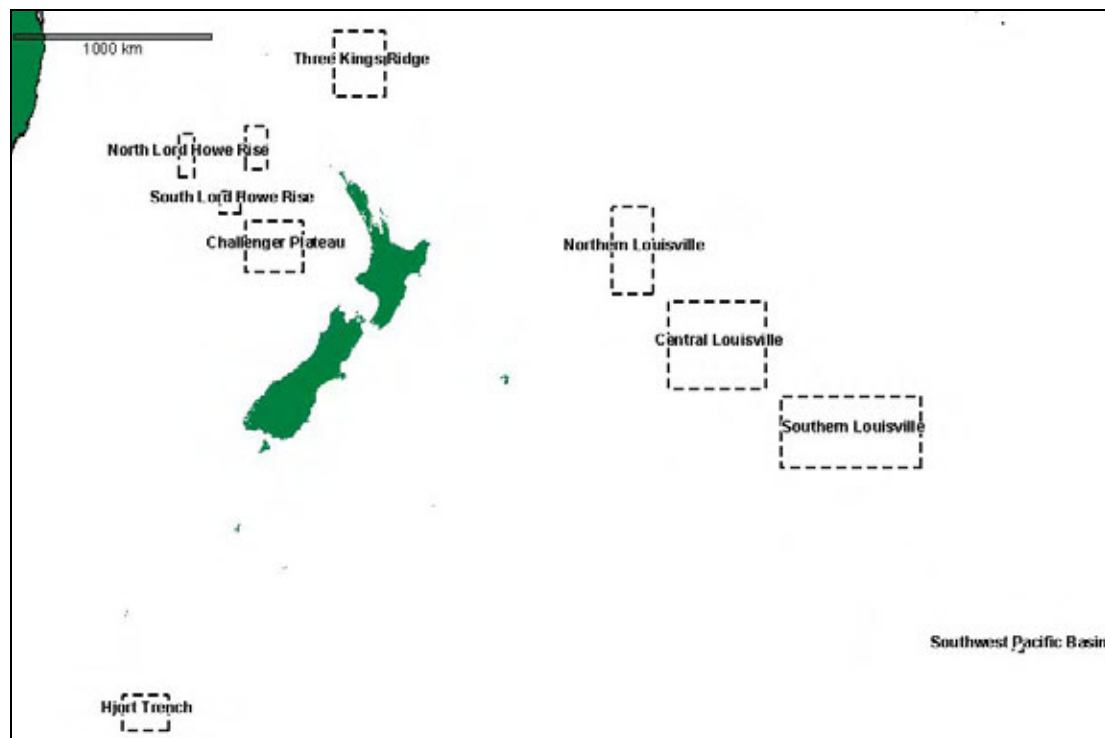 1000 km
Three Kings Ridge
North Lord Howe Rise
South Lord Howe Rise
Challenger Plateau
Northern Louisville
Central Louisville
Southern Louisville
Southwest Pacific Basin
Hjort Trench